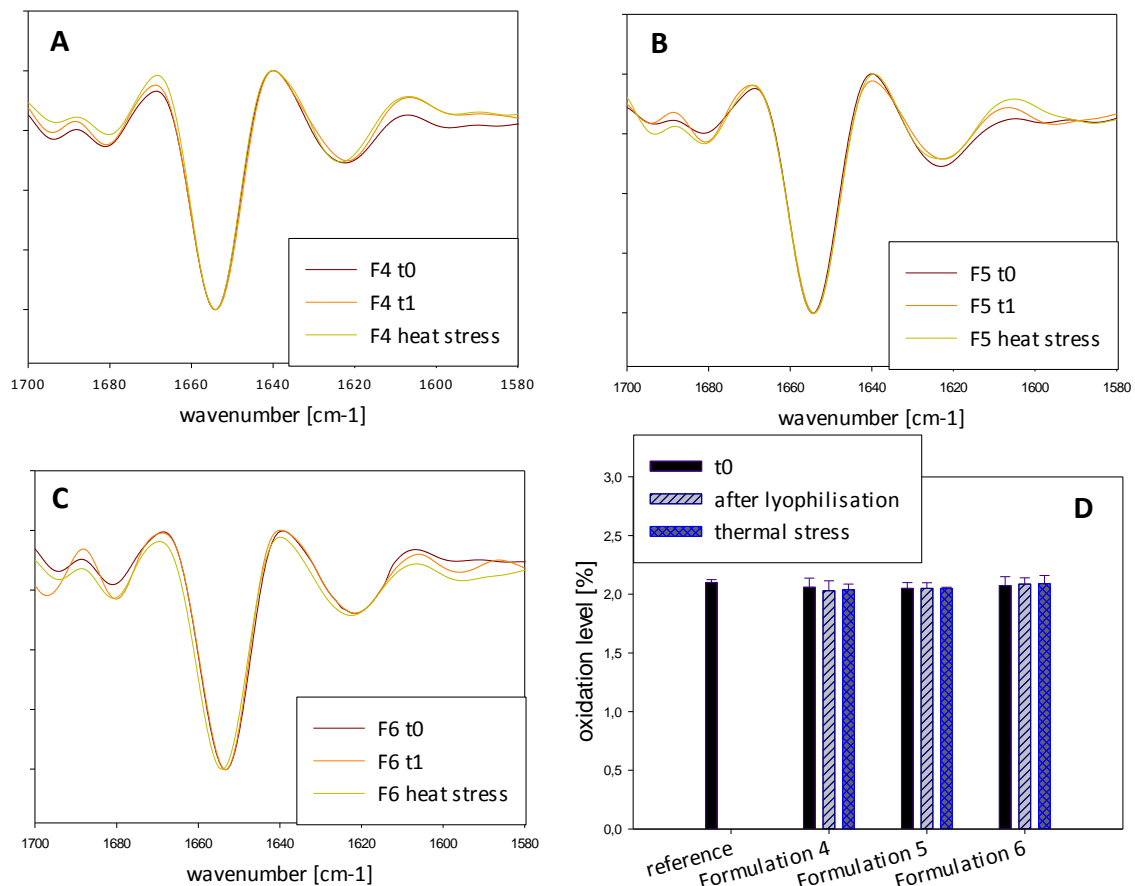 A
F4 t0
F4 t1
F4 heat stress
1700 1680 1660 1640 1620 1600 1580
wavenumber [cm-1]
B
F5 t0
F5 t1
F5 heat stress
1700 1680 1660 1640 1620 1600 1580
wavenumber [cm-1]
C
F6 t0
F6 t1
F6 heat stress
1700 1680 1660 1640 1620 1600 1580
wavenumber [cm-1]
D
t0
after lyophilisation
thermal stress
oxidation level [%]
3,0
2,5
2,0
1,5
1,0
0,5
0,0
reference
Formulation 4
Formulation 5
Formulation 6